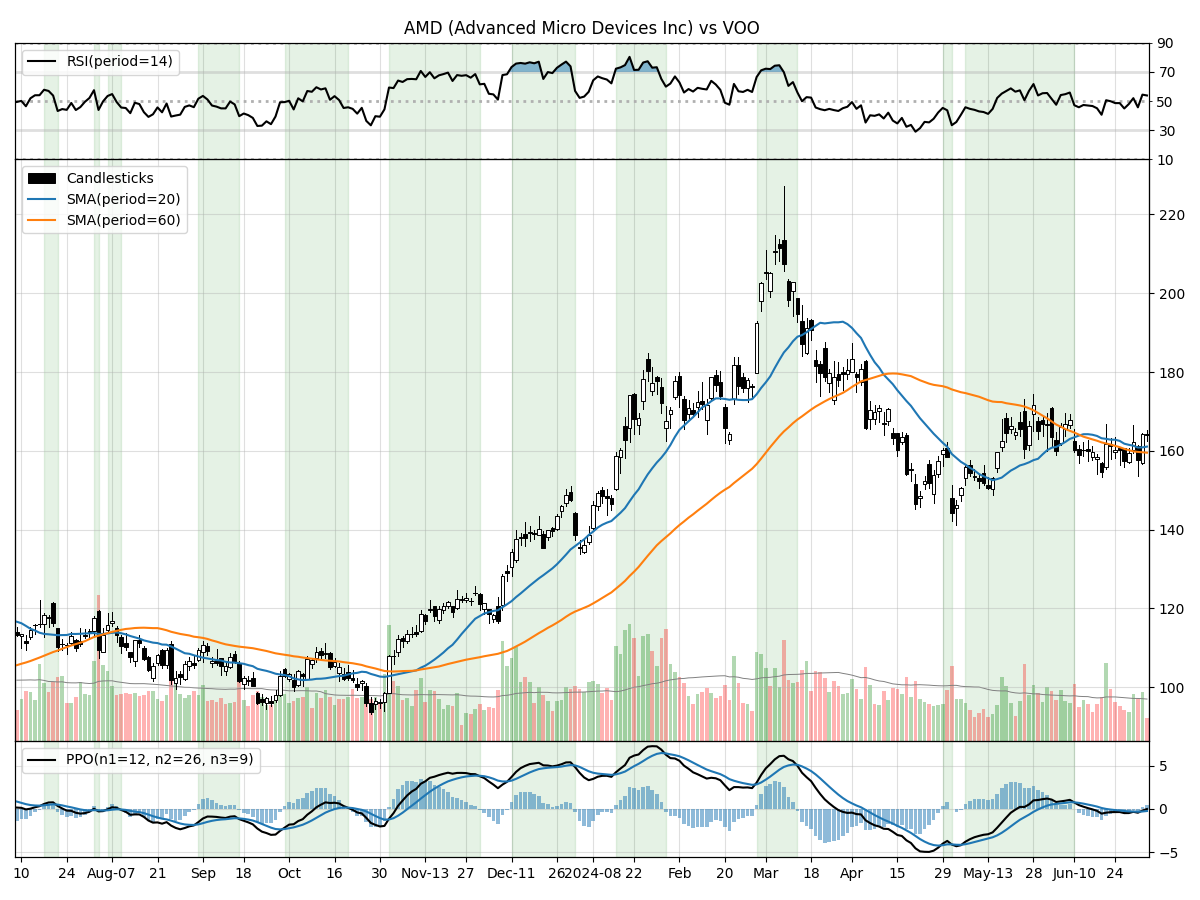 AMD (Advanced Micro Devices Inc) vs VOO
RSI(period=14)
90
70
50
30
10
Candlesticks
SMA(period=20)
SMA(period=60)
220
200
180
160
140
120
100
PPO(n1=12, n2=26, n3=9)
5
0
−5
10 24 Aug-07 21 Sep 18 Oct 16 30 Nov-13 27 Dec-11 26 2024-08 22 Feb 20 Mar 18 Apr 15 29 May-13 28 Jun-10 24